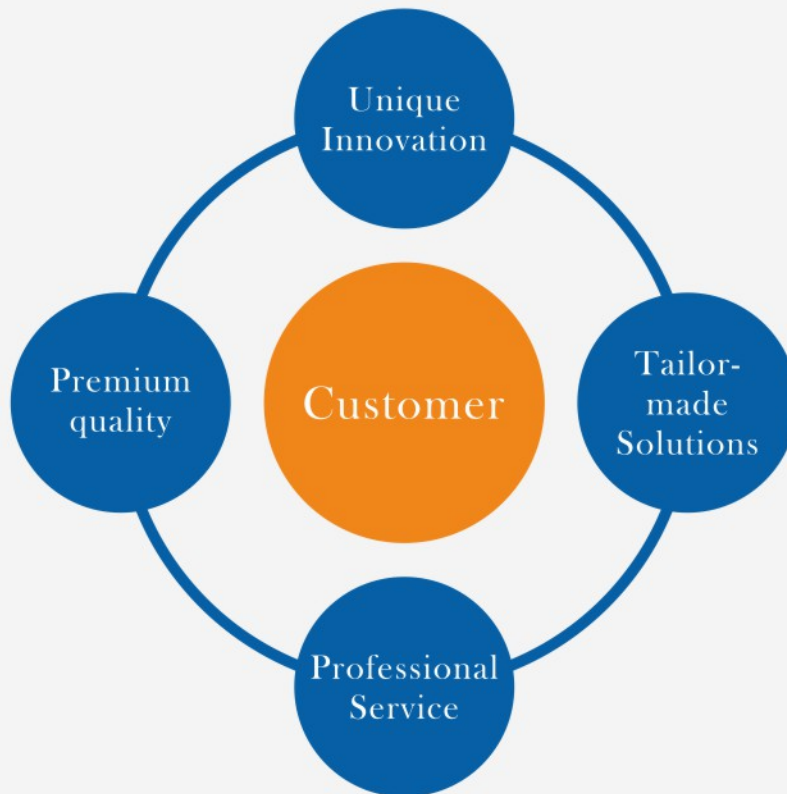 Unique
Innovation
Premium
quality
Customer
Tailor-
made
Solutions
Professional
Service